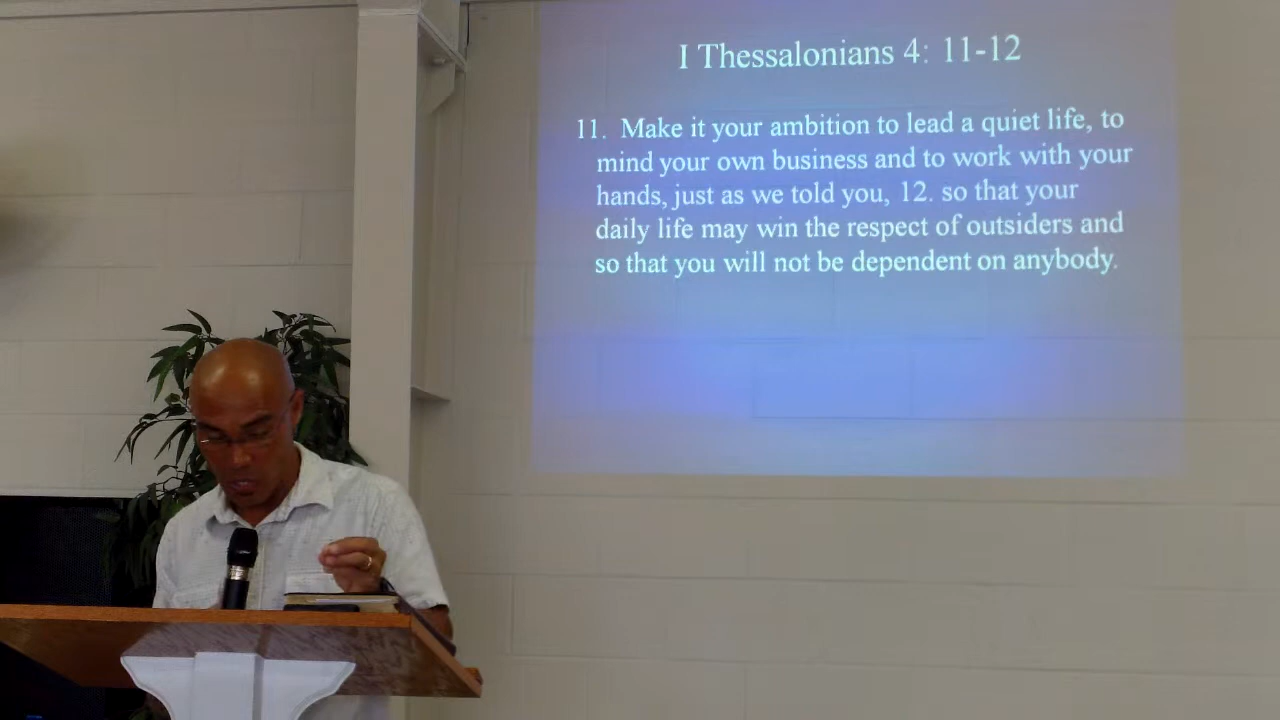 I Thessalonians 4: 11-12
11. Make it your ambition to lead a quiet life, to
mind your own business and to work with your
hands, just as we told you, 12. so that your
daily life may win the respect of outsiders and
so that you will not be dependent on anybody.